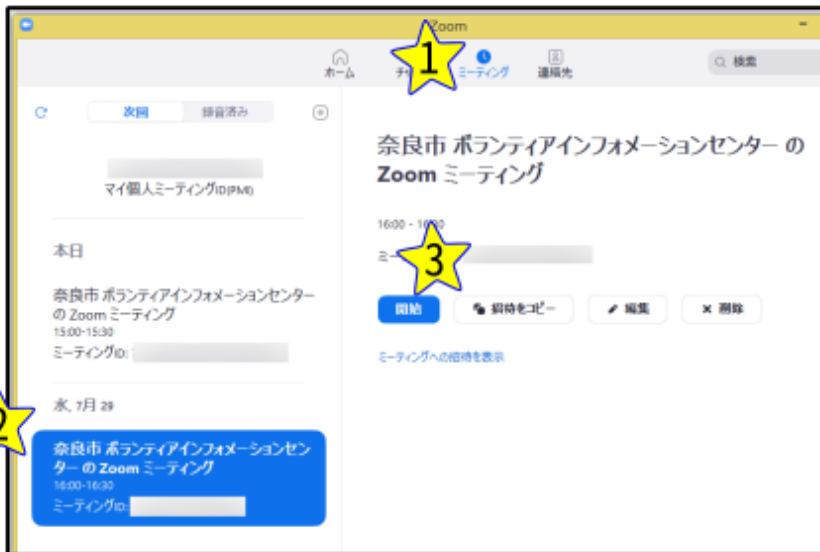 Zoom
ホーム
ミーティング
連絡先
検索
1
次回
録音済み
マイ個人ミーティングID(PMI)
本日
奈良市 ボランティアインフォメーションセンター
の Zoom ミーティング
15:00-15:30
ミーティングID:
水, 7月 29
2
奈良市 ボランティアインフォメーションセン
ター の Zoom ミーティング
16:00-16:30
ミーティングID:
奈良市 ボランティアインフォメーションセンター の
Zoom ミーティング
16:00 - 16:30
3
開始
招待をコピー
編集
削除
ミーティングへの招待を表示